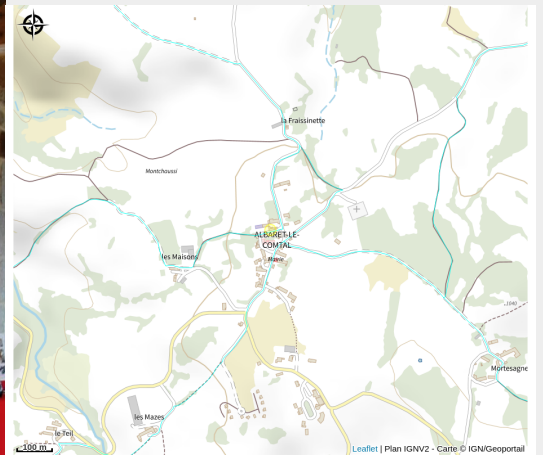 la Fraissinette
Montchaussi
ALBARET-LE-
COMTAL
Mairie
les Maisons
1040
Mortesagne
les Mazes
le Teil
100 m
Leaflet | Plan IGNV2 - Carte © IGN/Geoportail